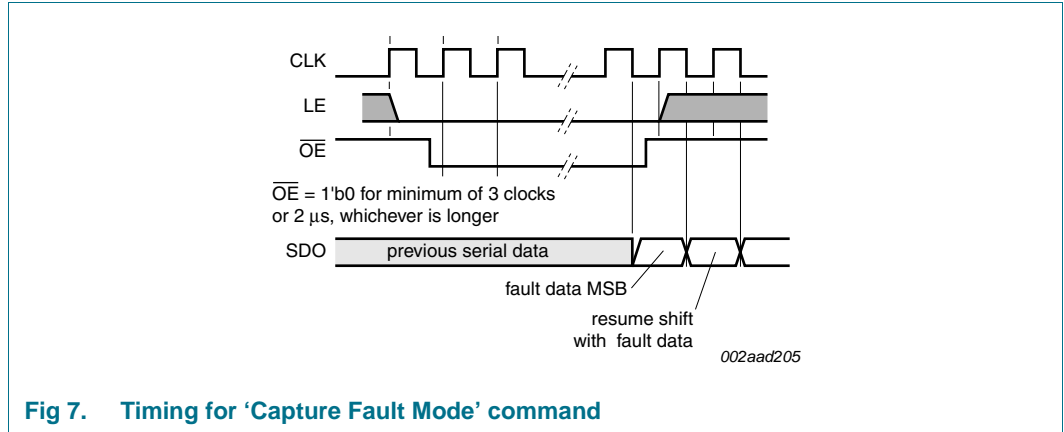 CLK
LE
OE
OE = 1'b0 for minimum of 3 clocks
or 2 μs, whichever is longer
SDO
previous serial data
fault data MSB
resume shift
with fault data
002aad205
Fig 7. Timing for ‘Capture Fault Mode’ command